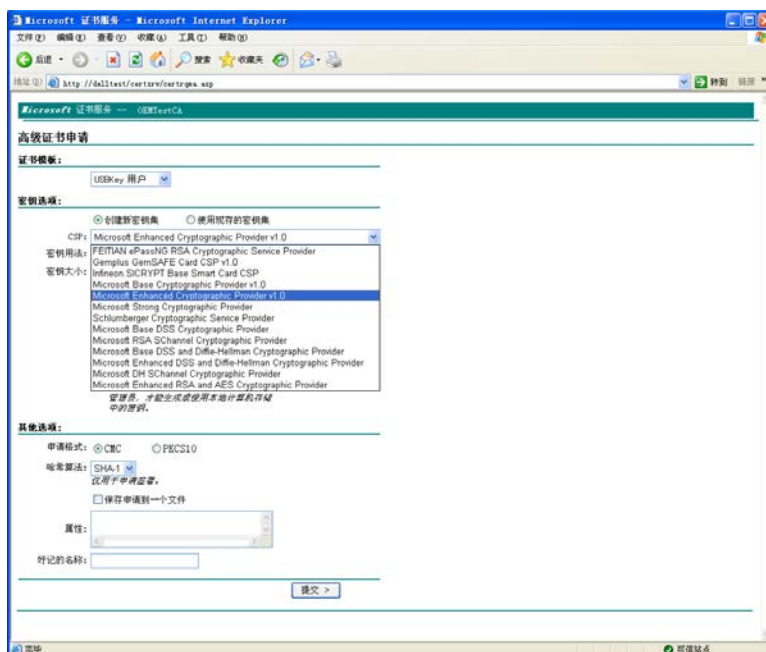 Microsoft 证书服务 - Microsoft Internet Explorer
文件(F) 编辑(E) 查看(V) 收藏(A) 工具(T) 帮助(H)
后退 搜索 收藏夹
地址(D) http://delltest/certsrv/certrqma.asp 转到 链接 »
Microsoft 证书服务 -- OEMTestCA
高级证书申请
证书模板:
USBKey 用户
密钥选项:
创建新密钥集 使用现存的密钥集
CSP: Microsoft Enhanced Cryptographic Provider v1.0
密钥用法: FEITIAN ePassNG RSA Cryptographic Service Provider
Gemplus GemSAFE Card CSP v1.0
密钥大小: Infineon SICRYPT Base Smart Card CSP
Microsoft Base Cryptographic Provider v1.0
Microsoft Enhanced Cryptographic Provider v1.0
Microsoft Strong Cryptographic Provider
Schlumberger Cryptographic Service Provider
Microsoft Base DSS Cryptographic Provider
Microsoft RSA SChannel Cryptographic Provider
Microsoft Base DSS and Diffie-Hellman Cryptographic Provider
Microsoft Enhanced DSS and Diffie-Hellman Cryptographic Provider
Microsoft DH SChannel Cryptographic Provider
Microsoft Enhanced RSA and AES Cryptographic Provider
管理员,才能生成或使用本地计算机存储
中的密钥。
其他选项:
申请格式: CMC PKCS10
哈希算法: SHA-1
仅用于申请签署。
保存申请到一个文件
属性:
好记的名称:
提交 >
完毕 可信站点